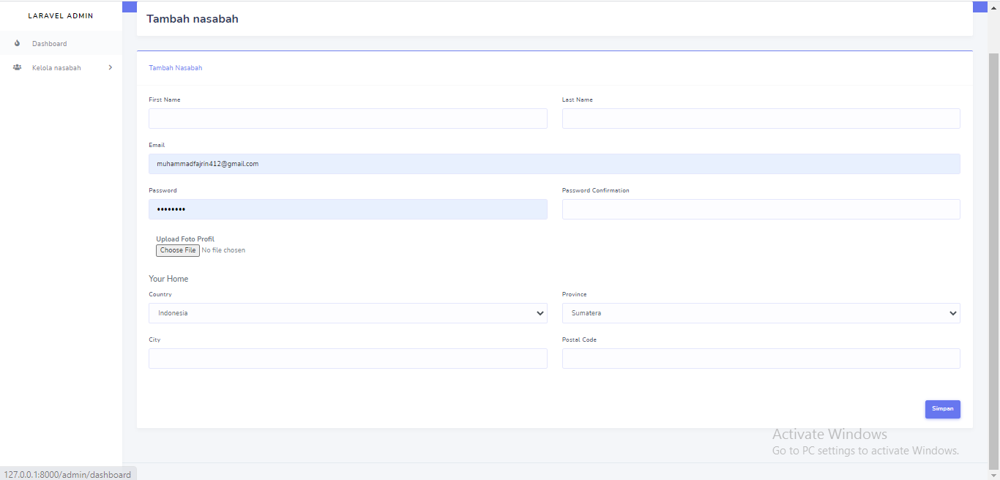 LARAVEL ADMIN
Dashboard
Kelola nasabah
Tambah nasabah
Tambah Nasabah
First Name
Last Name
Email
muhammadfajrin412@gmail.com
Password
Password Confirmation
••••••••
Upload Foto Profil
Choose File No file chosen
Your Home
Country
Province
Indonesia
Sumatera
City
Postal Code
Simpan
Activate Windows
Go to PC settings to activate Windows.
127.0.0.1:8000/admin/dashboard